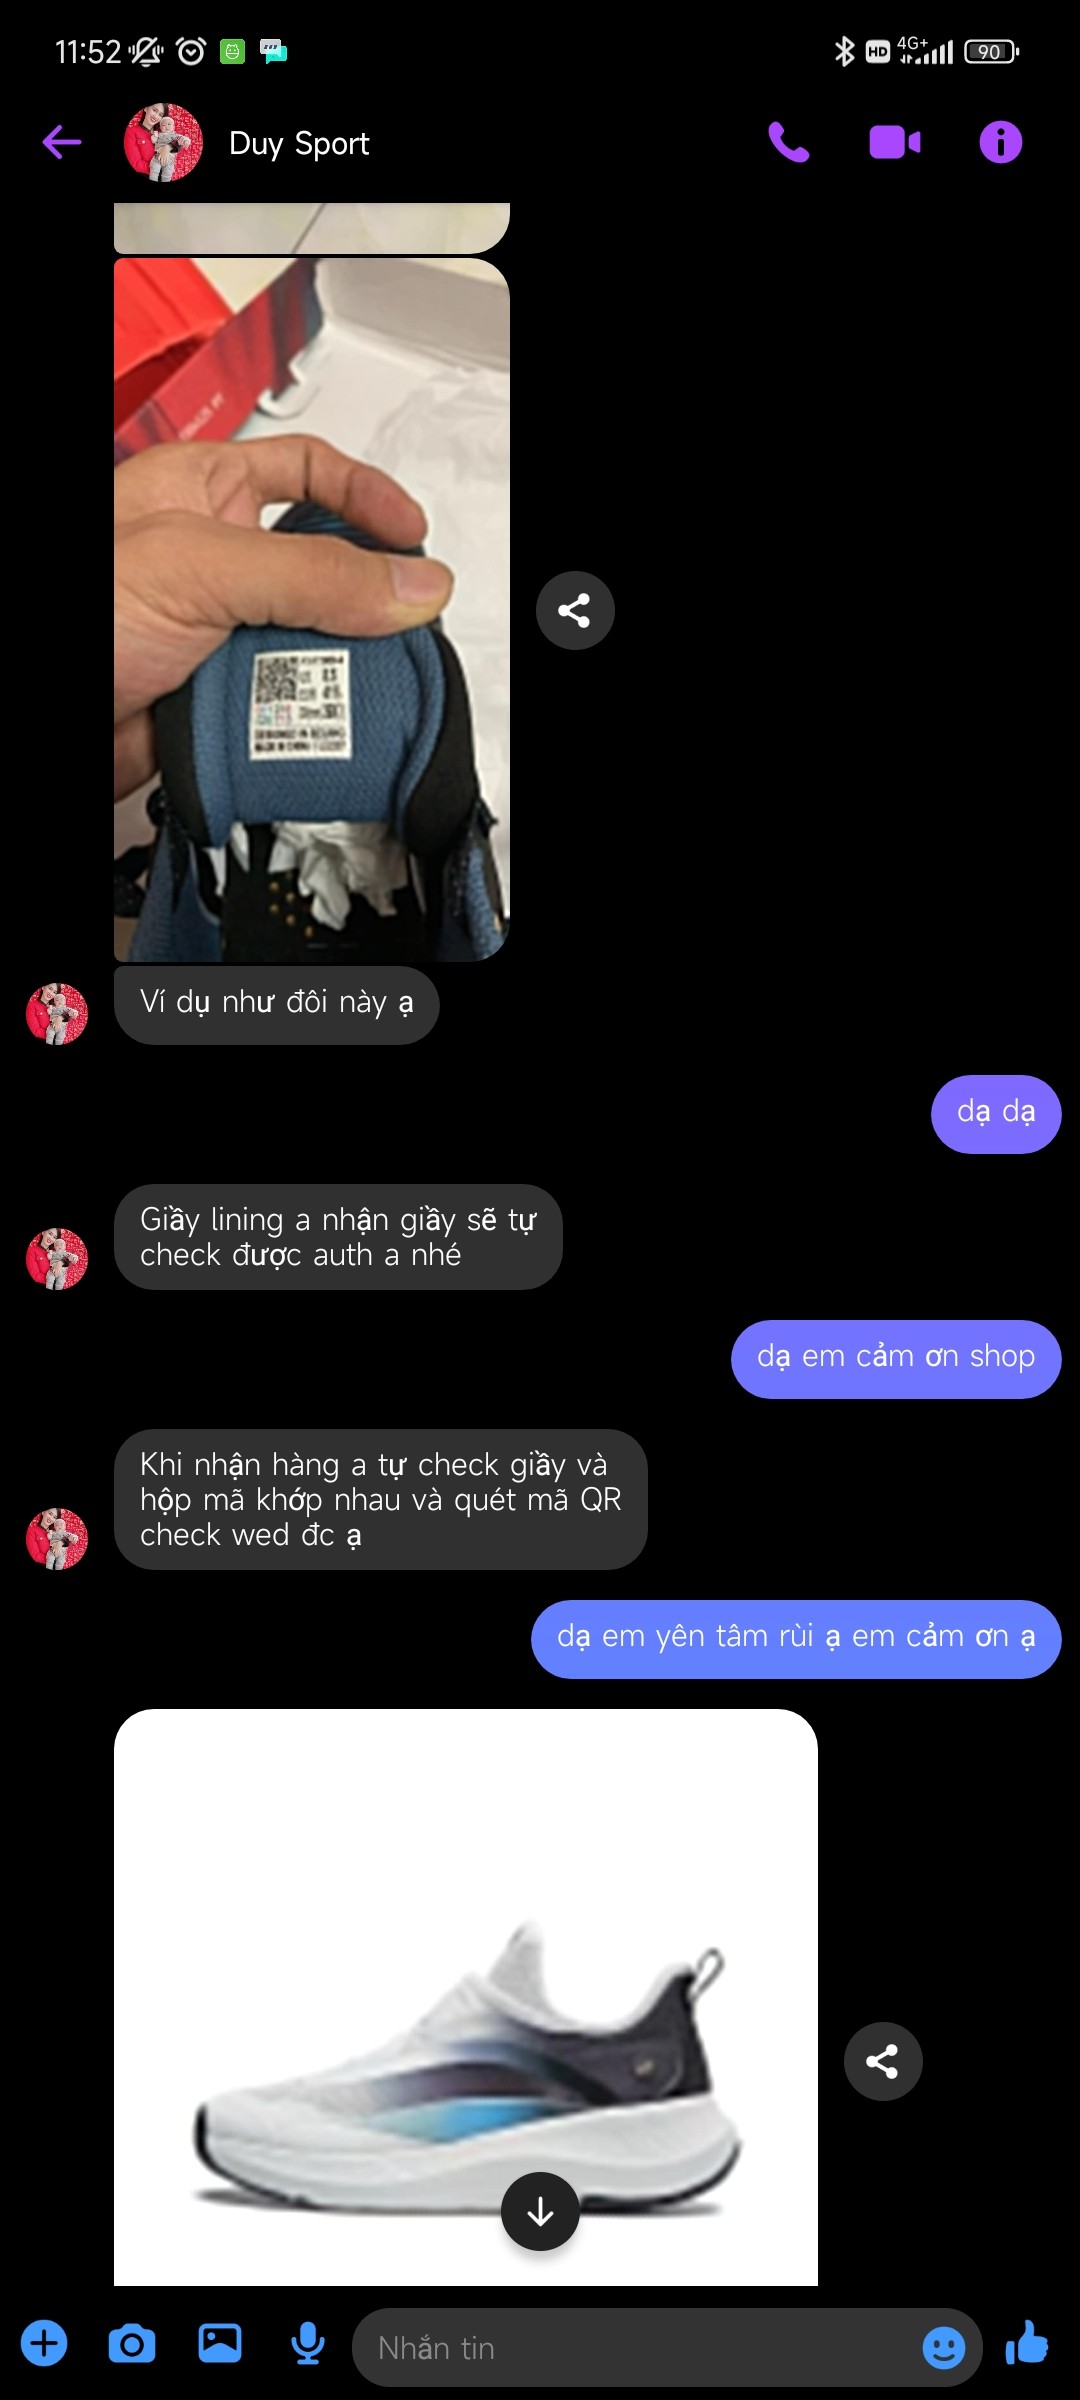 11:52
HD
4G+
90
Duy Sport
Ví dụ như đôi này ạ
dạ dạ
Giầy lining a nhận giầy sẽ tự
check được auth a nhé
dạ em cảm ơn shop
Khi nhận hàng a tự check giầy và
hộp mã khớp nhau và quét mã QR
check wed đc ạ
dạ em yên tâm rùi ạ em cảm ơn ạ
Nhắn tin